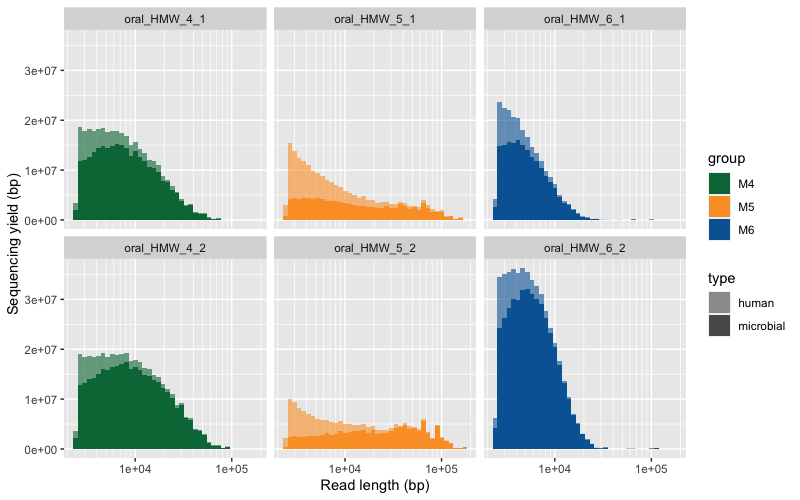 oral_HMW_4_1
oral_HMW_5_1
oral_HMW_6_1
3e+07
2e+07
1e+07
0e+00
oral_HMW_4_2
oral_HMW_5_2
oral_HMW_6_2
3e+07
2e+07
1e+07
0e+00
1e+04
1e+05
1e+04
1e+05
1e+04
1e+05
Read length (bp)
Sequencing yield (bp)
group
M4
M5
M6
type
human
microbial